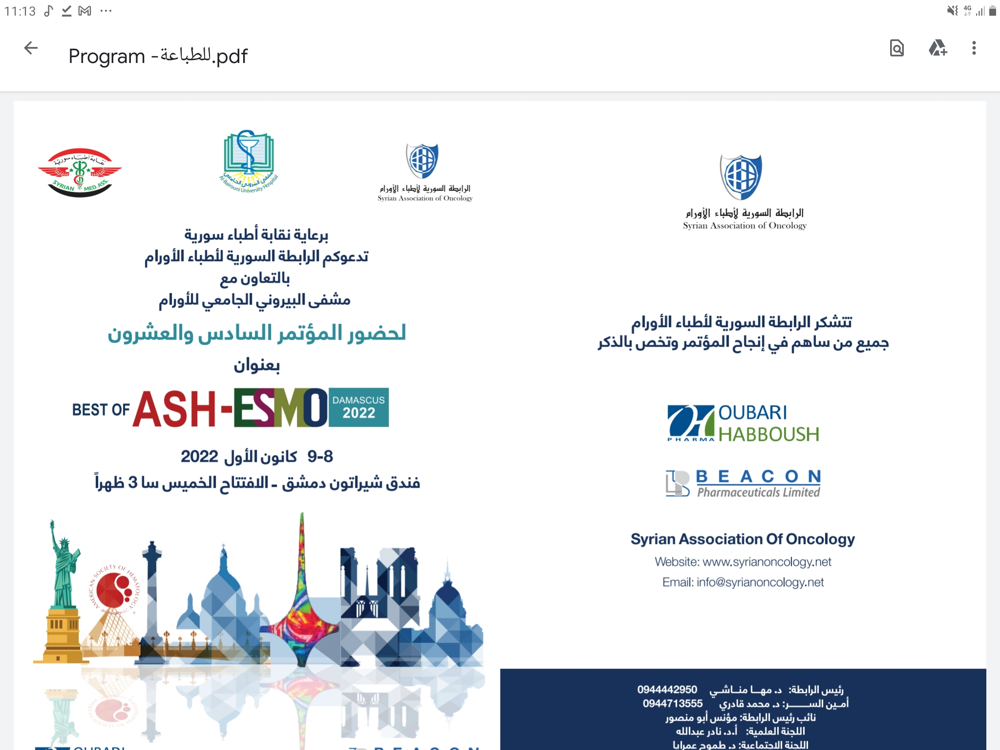 11:13
4G
Program -للطباعة.pdf
نقابة أطباء سورية
SYRIAN MED. ASS.
مشفى البيروني الجامعي
Al-Bairouni University Hospital
الرابطة السورية لأطباء الأورام
Syrian Association of Oncology
برعاية نقابة أطباء سورية
تدعوكم الرابطة السورية لأطباء الأورام
بالتعاون مع
مشفى البيروني الجامعي للأورام
لحضور المؤتمر السادس والعشرون
بعنوان
BEST OF ASH-ESMO DAMASCUS 2022
9-8 كانون الأول 2022
فندق شيراتون دمشق - الافتتاح الخميس سا 3 ظهراً
AMERICAN SOCIETY OF HEMATOLOGY
OUBARI
BEACON
الرابطة السورية لأطباء الأورام
Syrian Association of Oncology
تتشكر الرابطة السورية لأطباء الأورام
جميع من ساهم في إنجاح المؤتمر وتخص بالذكر
PHARMA
OUBARI
HABBOUSH
BEACON
Pharmaceuticals Limited
Syrian Association Of Oncology
Website: www.syrianoncology.net
Email: info@syrianoncology.net
رئيس الرابطة: د. مهـا منـاشـي 0944442950
أمـين الســـــر: د. محمد قادري 0944713555
نائب رئيس الرابطة: مؤنس أبو منصور
اللجنة العلمية: أ.د. نادر عبدالله
اللجنة الاجتماعية: د. طموح عمرايا